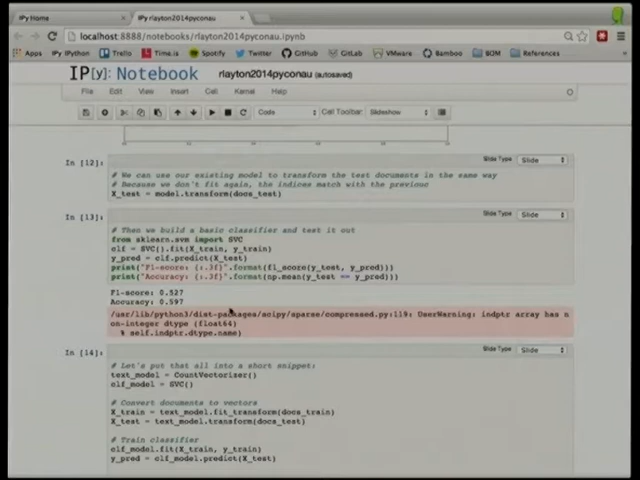 IPy Home
IPy rlayton2014pyconau
localhost:8888/notebooks/rlayton2014pyconau.ipynb
Apps IPy IPython Trello Time.is Spotify Twitter GitHub GitLab VMware Bamboo BOM References
IP[y]: Notebook rlayton2014pyconau (autosaved)
File Edit View Insert Cell Kernel Help
Code Cell Toolbar: Slideshow
Slide Type Slide
In [12]:
# We can use our existing model to transform the test documents in the same way
# Because we don't fit again, the indices match with the previous
X_test = model.transform(docs_test)
Slide Type Slide
In [13]:
# Then we build a basic classifier and test it out
from sklearn.svm import SVC
clf = SVC().fit(X_train, y_train)
y_pred = clf.predict(X_test)
print("F1-score: {:.3f}".format(f1_score(y_test, y_pred)))
print("Accuracy: {:.3f}".format(np.mean(y_test == y_pred)))
F1-score: 0.527
Accuracy: 0.597
/usr/lib/python3/dist-packages/scipy/sparse/compressed.py:119: UserWarning: indptr array has n
on-integer dtype (float64)
% self.indptr.dtype.name)
Slide Type Slide
In [14]:
# Let's put that all into a short snippet:
text_model = CountVectoriser()
clf_model = SVC()
# Convert documents to vectors
X_train = text_model.fit_transform(docs_train)
X_test = text_model.transform(docs_test)
# Train classifier
clf_model.fit(X_train, y_train)
y_pred = clf_model.predict(X_test)